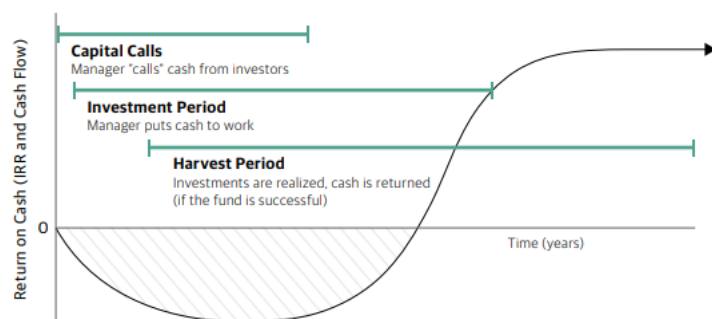 Return on Cash (IRR and Cash Flow)
Capital Calls
Manager "calls" cash from investors
Investment Period
Manager puts cash to work
Harvest Period
Investments are realized, cash is returned
(if the fund is successful)
0
Time (years)